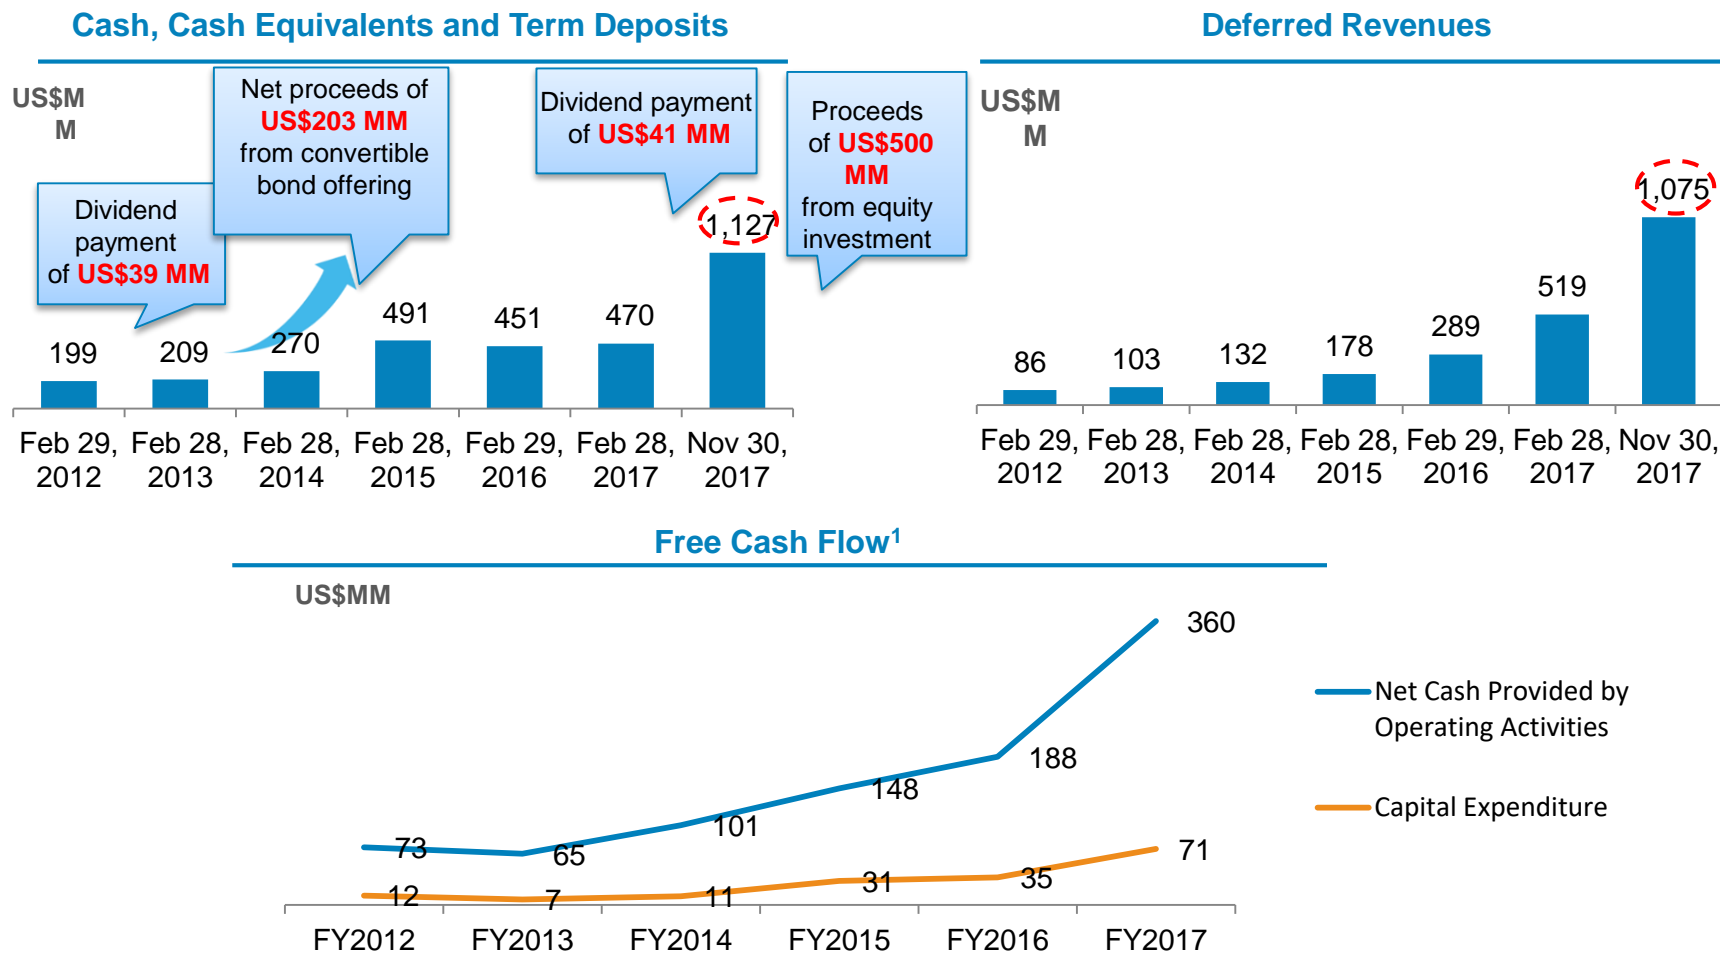 Cash, Cash Equivalents and Term Deposits
US$M
M
Dividend
payment
of US$39 MM
Net proceeds of
US$203 MM
from convertible
bond offering
Dividend payment
of US$41 MM
Proceeds
of US$500
MM
from equity
investment
199
209
270
491
451
470
1,127
Feb 29, Feb 28, Feb 28, Feb 28, Feb 29, Feb 28, Nov 30,
2012 2013 2014 2015 2016 2017 2017
Deferred Revenues
US$M
M
86
103
132
178
289
519
1,075
Feb 29, Feb 28, Feb 28, Feb 28, Feb 29, Feb 28, Nov 30,
2012 2013 2014 2015 2016 2017 2017
Free Cash Flow¹
US$MM
73
65
101
148
188
360
12
7
11
31
35
71
FY2012 FY2013 FY2014 FY2015 FY2016 FY2017
Net Cash Provided by
Operating Activities
Capital Expenditure